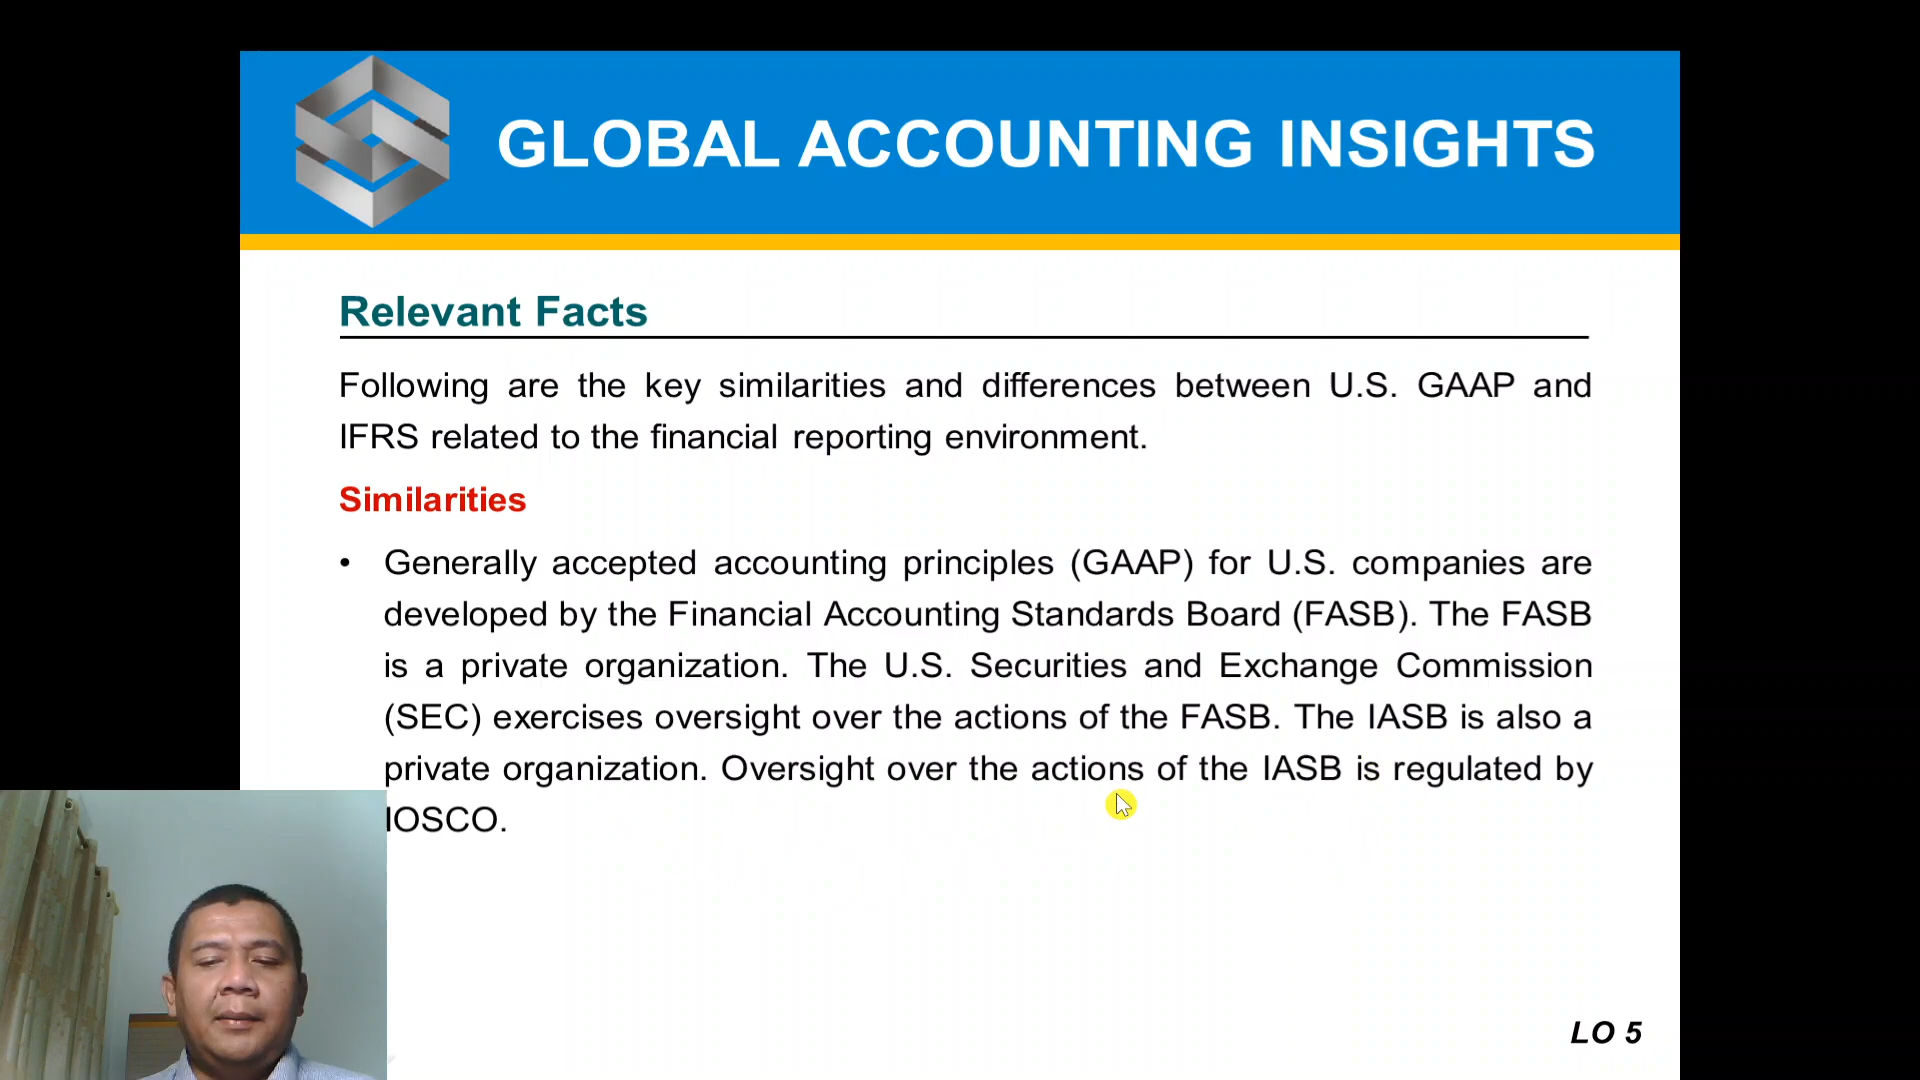 GLOBAL ACCOUNTING INSIGHTS
Relevant Facts
Following are the key similarities and differences between U.S. GAAP and
IFRS related to the financial reporting environment.
Similarities
• Generally accepted accounting principles (GAAP) for U.S. companies are
developed by the Financial Accounting Standards Board (FASB). The FASB
is a private organization. The U.S. Securities and Exchange Commission
(SEC) exercises oversight over the actions of the FASB. The IASB is also a
private organization. Oversight over the actions of the IASB is regulated by
IOSCO.
LO 5